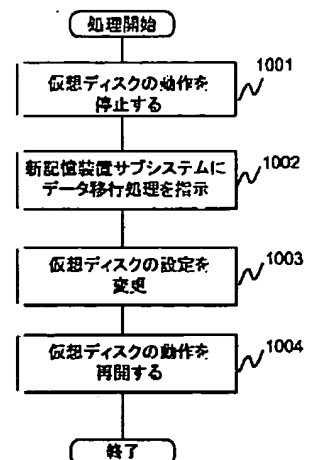 処理開始
仮想ディスクの動作を
停止する
1001
新記憶装置サブシステムに
データ移行処理を指示
1002
仮想ディスクの設定を
変更
1003
仮想ディスクの動作を
再開する
1004
終了